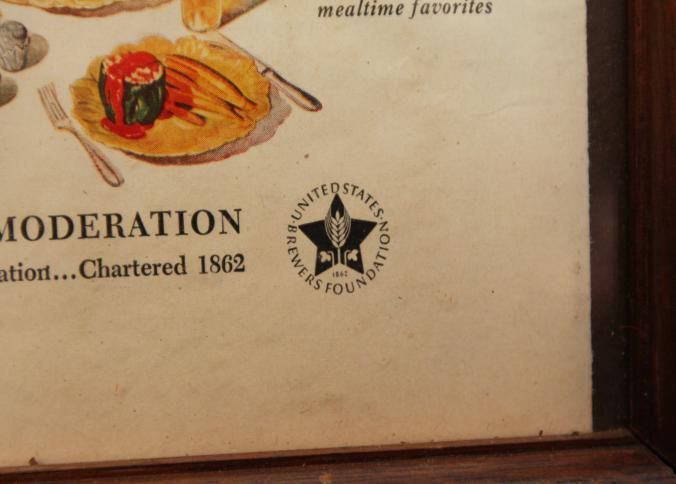 mealtime favorites
MODERATION
ation...Chartered 1862
UNITED STATES BREWERS FOUNDATION
1862